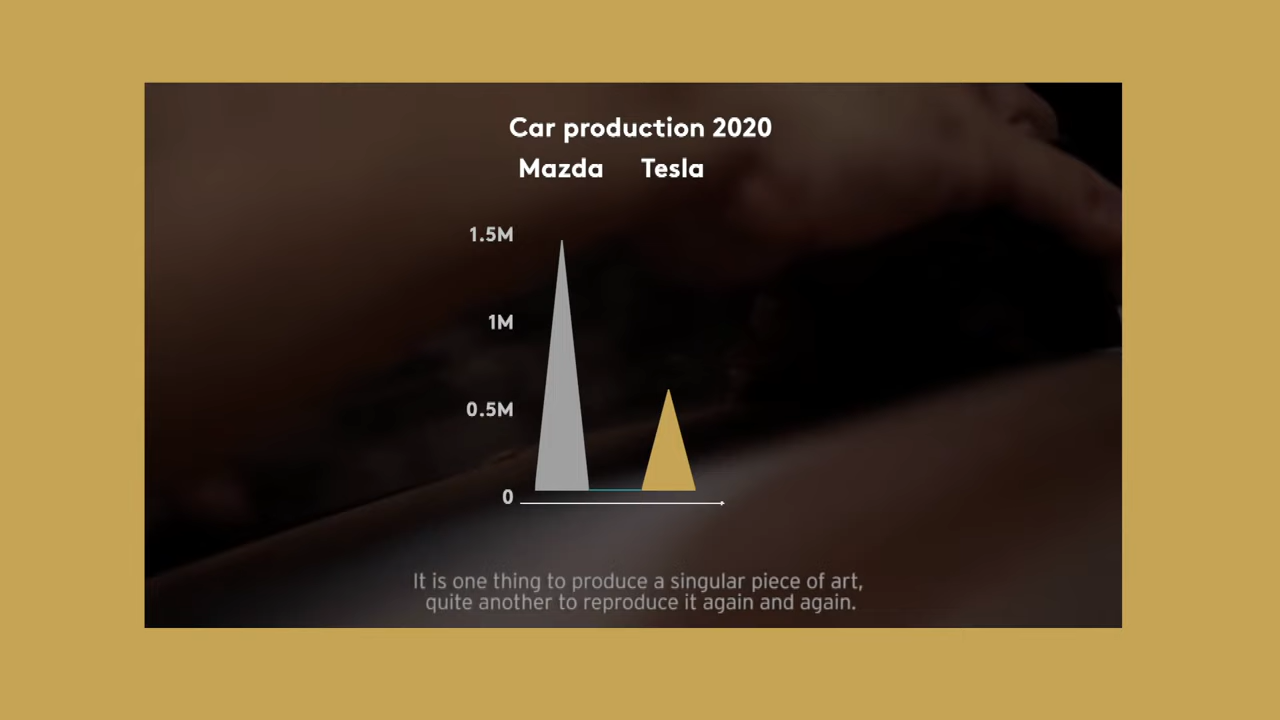 Car production 2020
Mazda Tesla
1.5M
1M
0.5M
0
It is one thing to produce a singular piece of art,
quite another to reproduce it again and again.